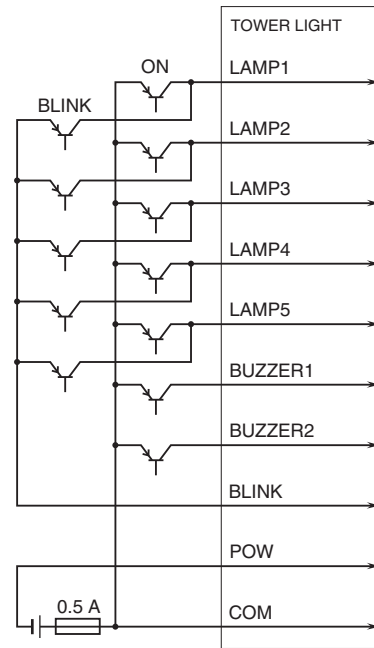 TOWER LIGHT
ON
LAMP1
BLINK
LAMP2
LAMP3
LAMP4
LAMP5
BUZZER1
BUZZER2
BLINK
POW
0.5 A
COM